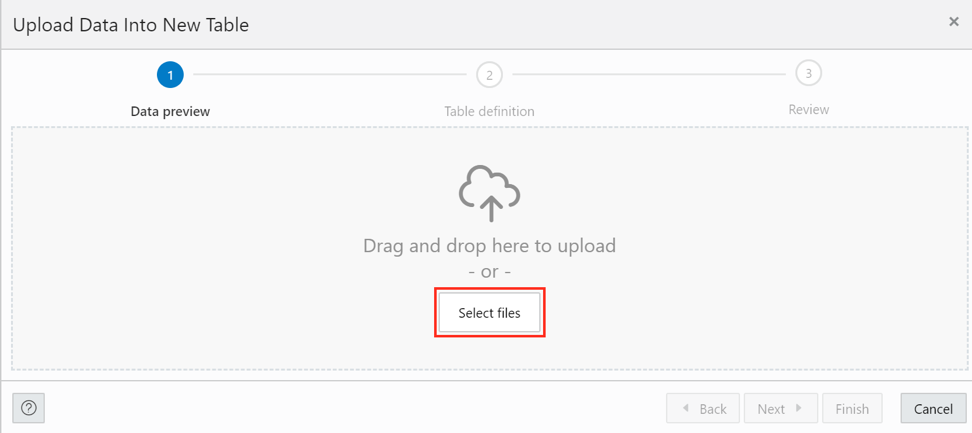 Upload Data Into New Table
1
2
3
Data preview
Table definition
Review
Drag and drop here to upload
- or -
Select files
Back
Next
Finish
Cancel